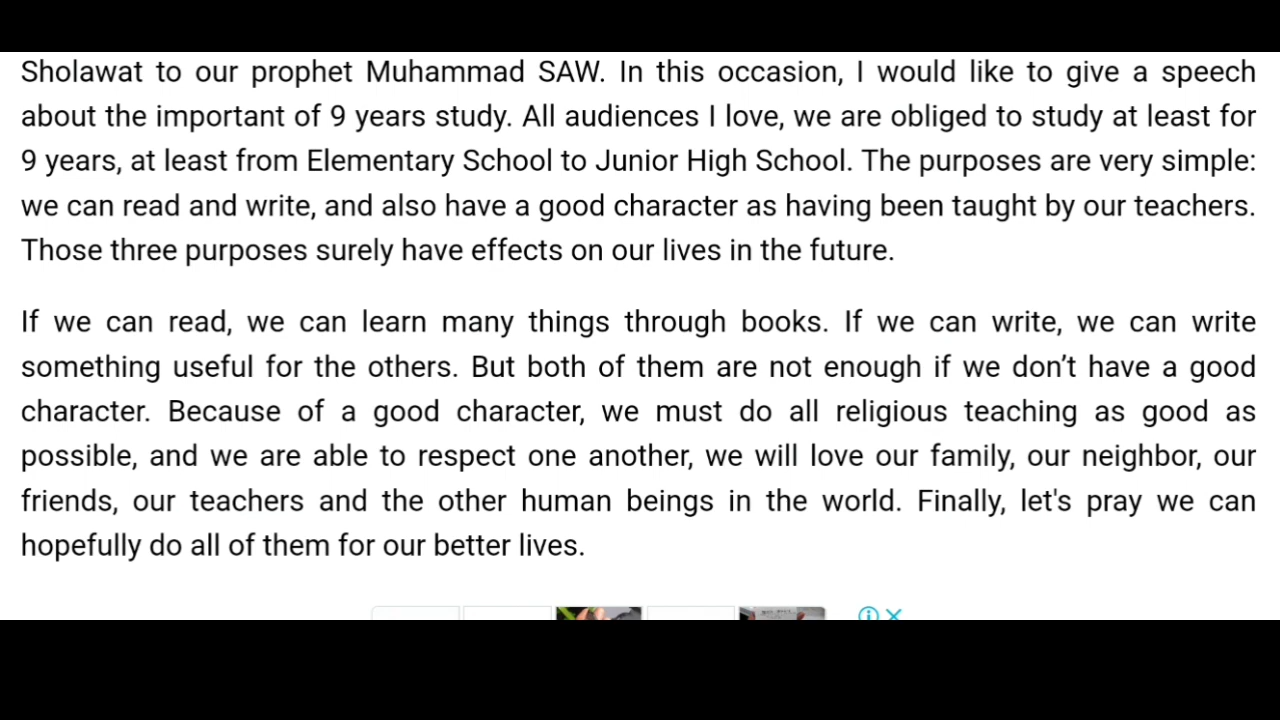 Sholawat to our prophet Muhammad SAW. In this occasion, I would like to give a speech
about the important of 9 years study. All audiences I love, we are obliged to study at least for
9 years, at least from Elementary School to Junior High School. The purposes are very simple:
we can read and write, and also have a good character as having been taught by our teachers.
Those three purposes surely have effects on our lives in the future.
If we can read, we can learn many things through books. If we can write, we can write
something useful for the others. But both of them are not enough if we don’t have a good
character. Because of a good character, we must do all religious teaching as good as
possible, and we are able to respect one another, we will love our family, our neighbor, our
friends, our teachers and the other human beings in the world. Finally, let's pray we can
hopefully do all of them for our better lives.